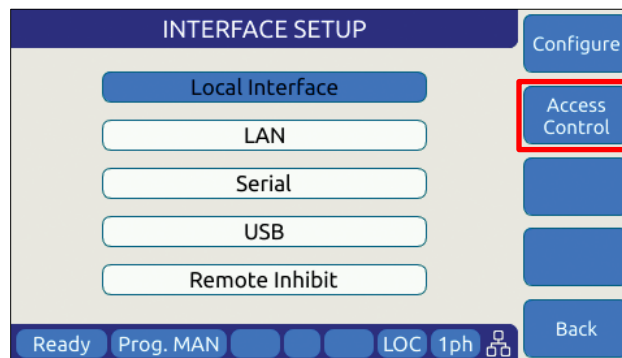 INTERFACE SETUP
Configure
Local Interface
Access
Control
LAN
Serial
USB
Remote Inhibit
Back
Ready Prog. MAN LOC 1ph